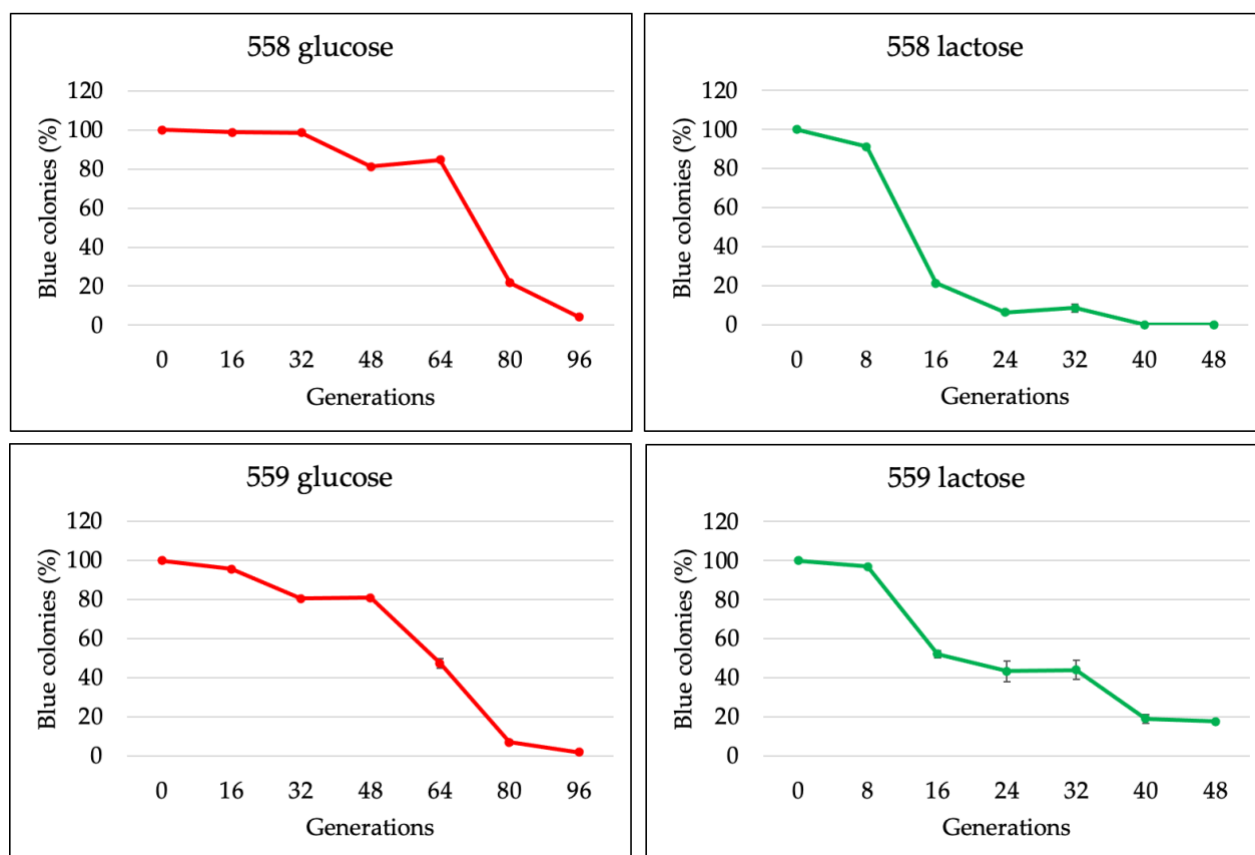 558 glucose
120
100
80
60
40
20
0
Blue colonies (%)
0 16 32 48 64 80 96
Generations
558 lactose
120
100
80
60
40
20
0
Blue colonies (%)
0 8 16 24 32 40 48
Generations
559 glucose
120
100
80
60
40
20
0
Blue colonies (%)
0 16 32 48 64 80 96
Generations
559 lactose
120
100
80
60
40
20
0
Blue colonies (%)
0 8 16 24 32 40 48
Generations